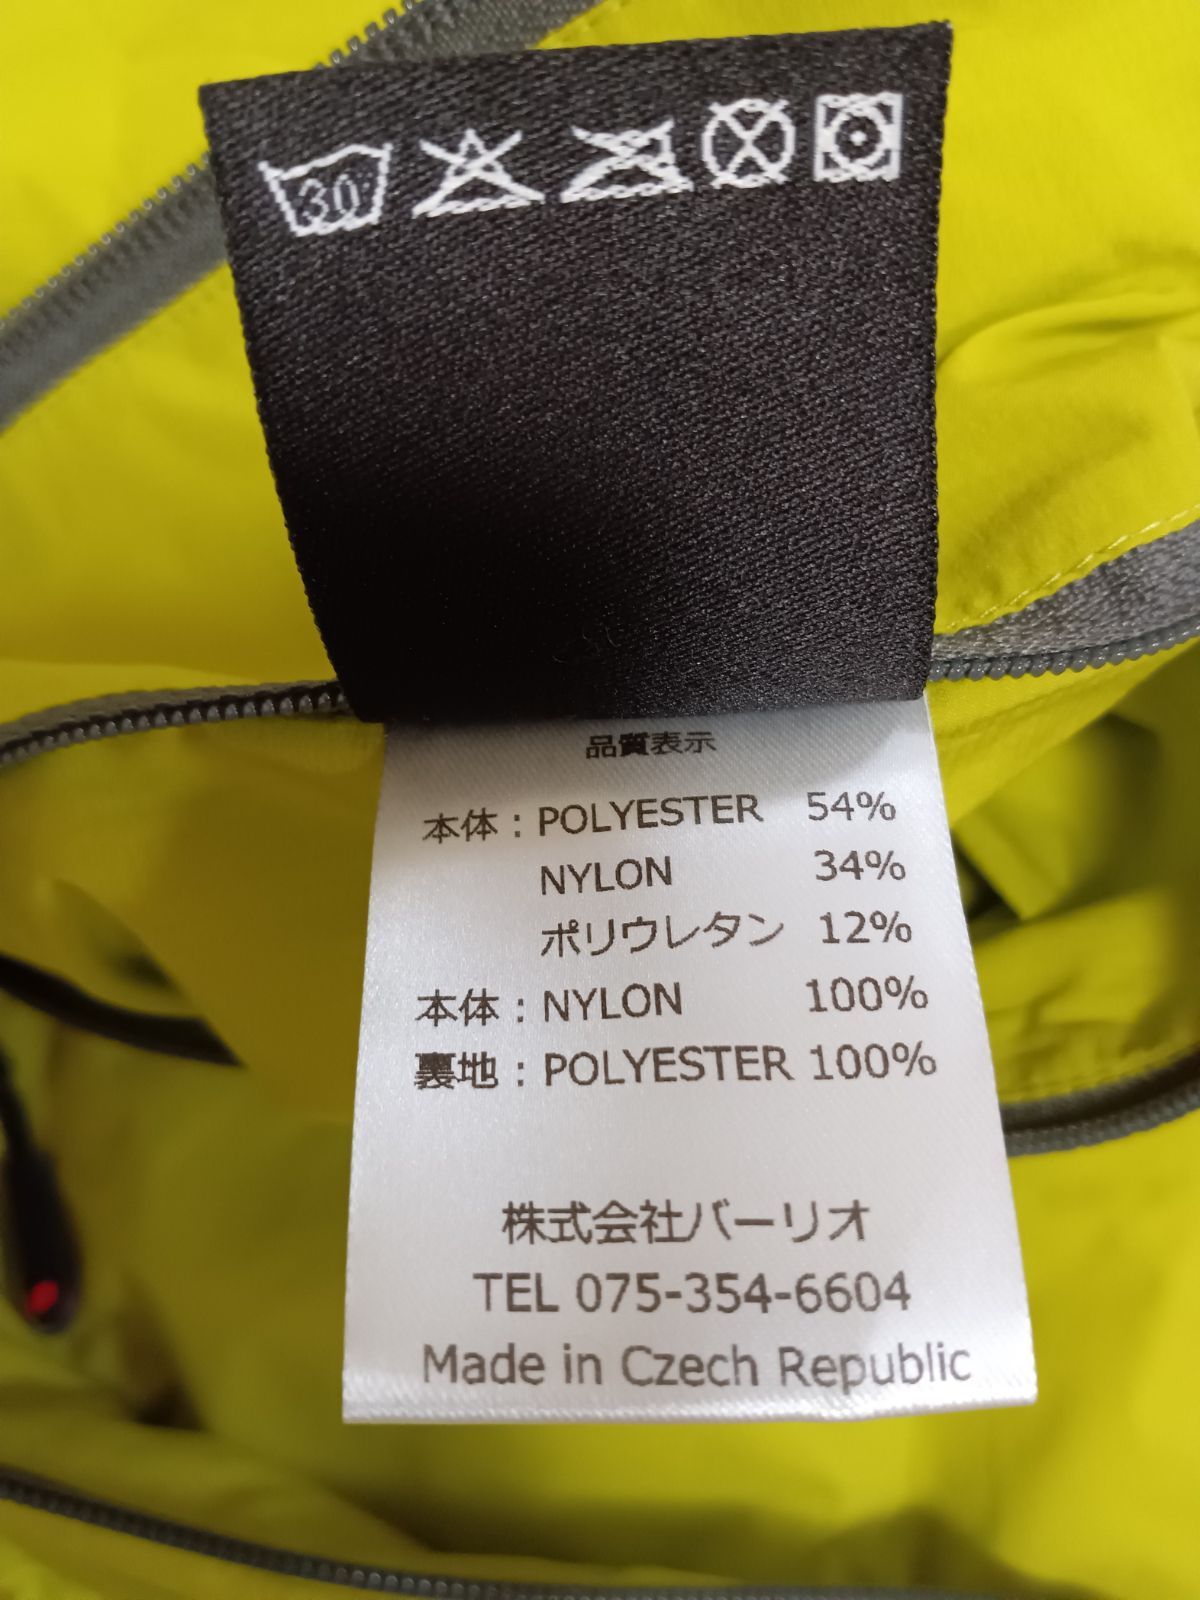 30
品質表示
本体：POLYESTER 54%
NYLON 34%
ポリウレタン 12%
本体：NYLON 100%
裏地：POLYESTER 100%
株式会社バーリオ
TEL 075-354-6604
Made in Czech Republic